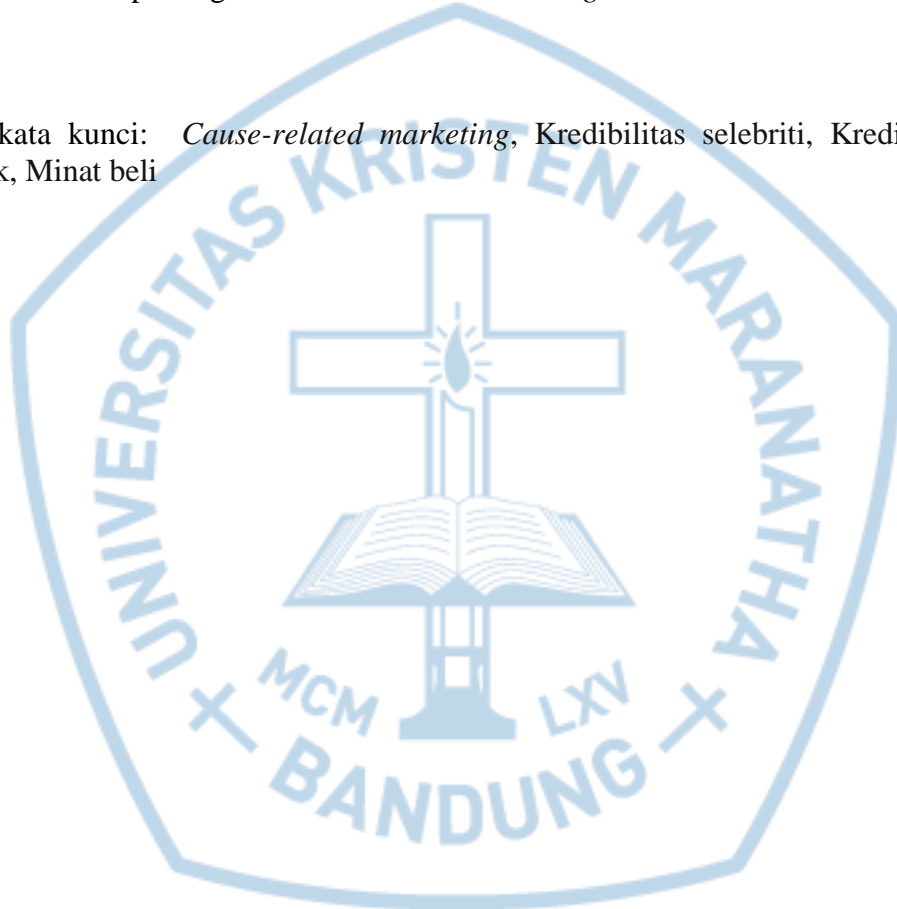 kata kunci: Cause-related marketing, Kredibilitas selebriti, Kredi
k, Minat beli
UNIVERSITAS KRISTEN MARANATHA
MCM LXV
+ BANDUNG +